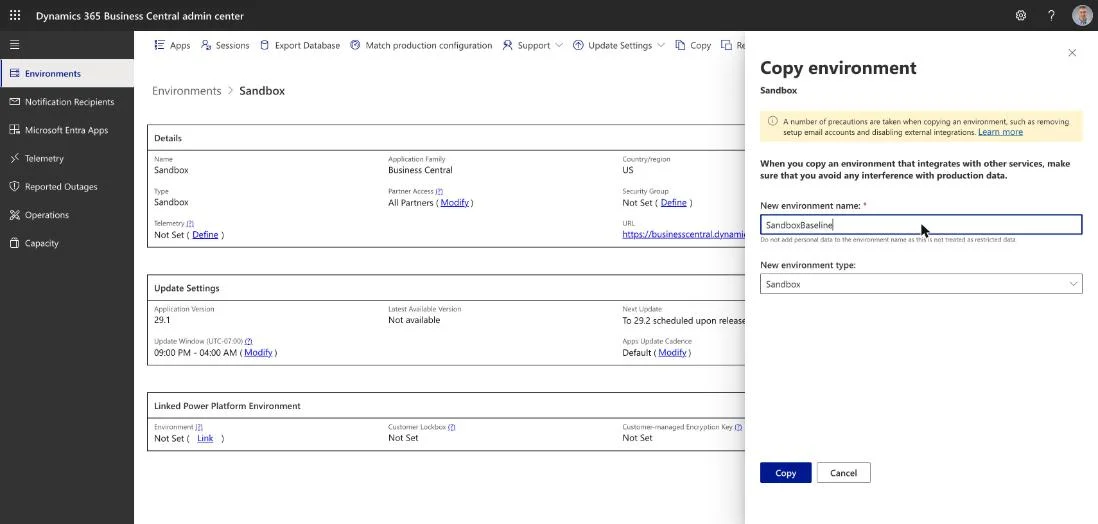 Dynamics 365 Business Central admin center
Environments
Notification Recipients
Microsoft Entra Apps
Telemetry
Reported Outages
Operations
Capacity
Apps Sessions Export Database Match production configuration Support Update Settings Copy Re
Environments > Sandbox
Details
Name Application Family Country/region
Sandbox Business Central US
Type Partner Access (?) Security Group
Sandbox All Partners ( Modify ) Not Set ( Define )
Telemetry (?) URL
Not Set ( Define ) https://businesscentral.dynamic
Update Settings
Application Version Latest Available Version Next Update
29.1 Not available To 29.2 scheduled upon release
Update Window (UTC-07:00) (?) Apps Update Cadence
09:00 PM - 04:00 AM ( Modify ) Default ( Modify )
Linked Power Platform Environment
Environment (?) Customer Lockbox (?) Customer-managed Encryption Key (?)
Not Set ( Link ) Not Set Not Set
Copy environment
Sandbox
A number of precautions are taken when copying an environment, such as removing
setup email accounts and disabling external integrations. Learn more
When you copy an environment that integrates with other services, make
sure that you avoid any interference with production data.
New environment name: *
SandboxBaseline
Do not add personal data to the environment name as this is not treated as restricted data.
New environment type:
Sandbox
Copy Cancel